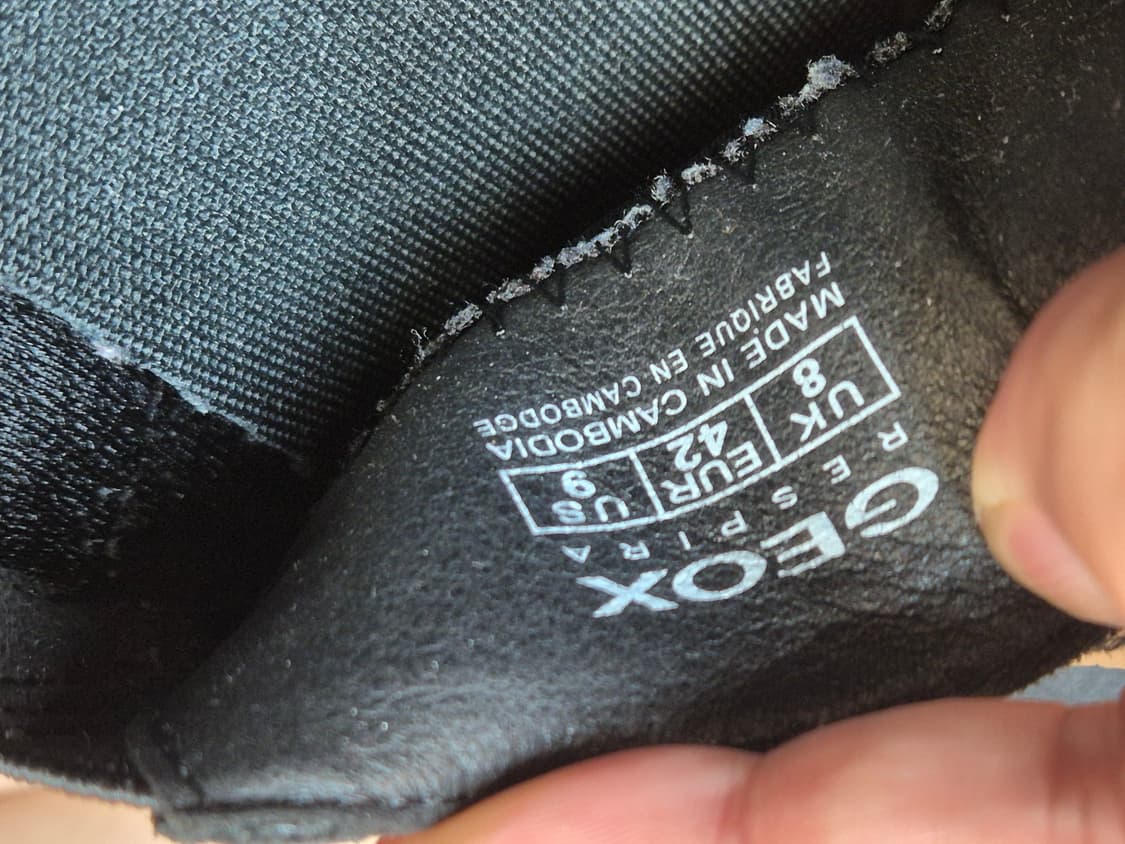 GEOX
RESPIRA
UK EUR US
8 42 9
MADE IN CAMBODIA
FABRIQUE EN CAMBODGE